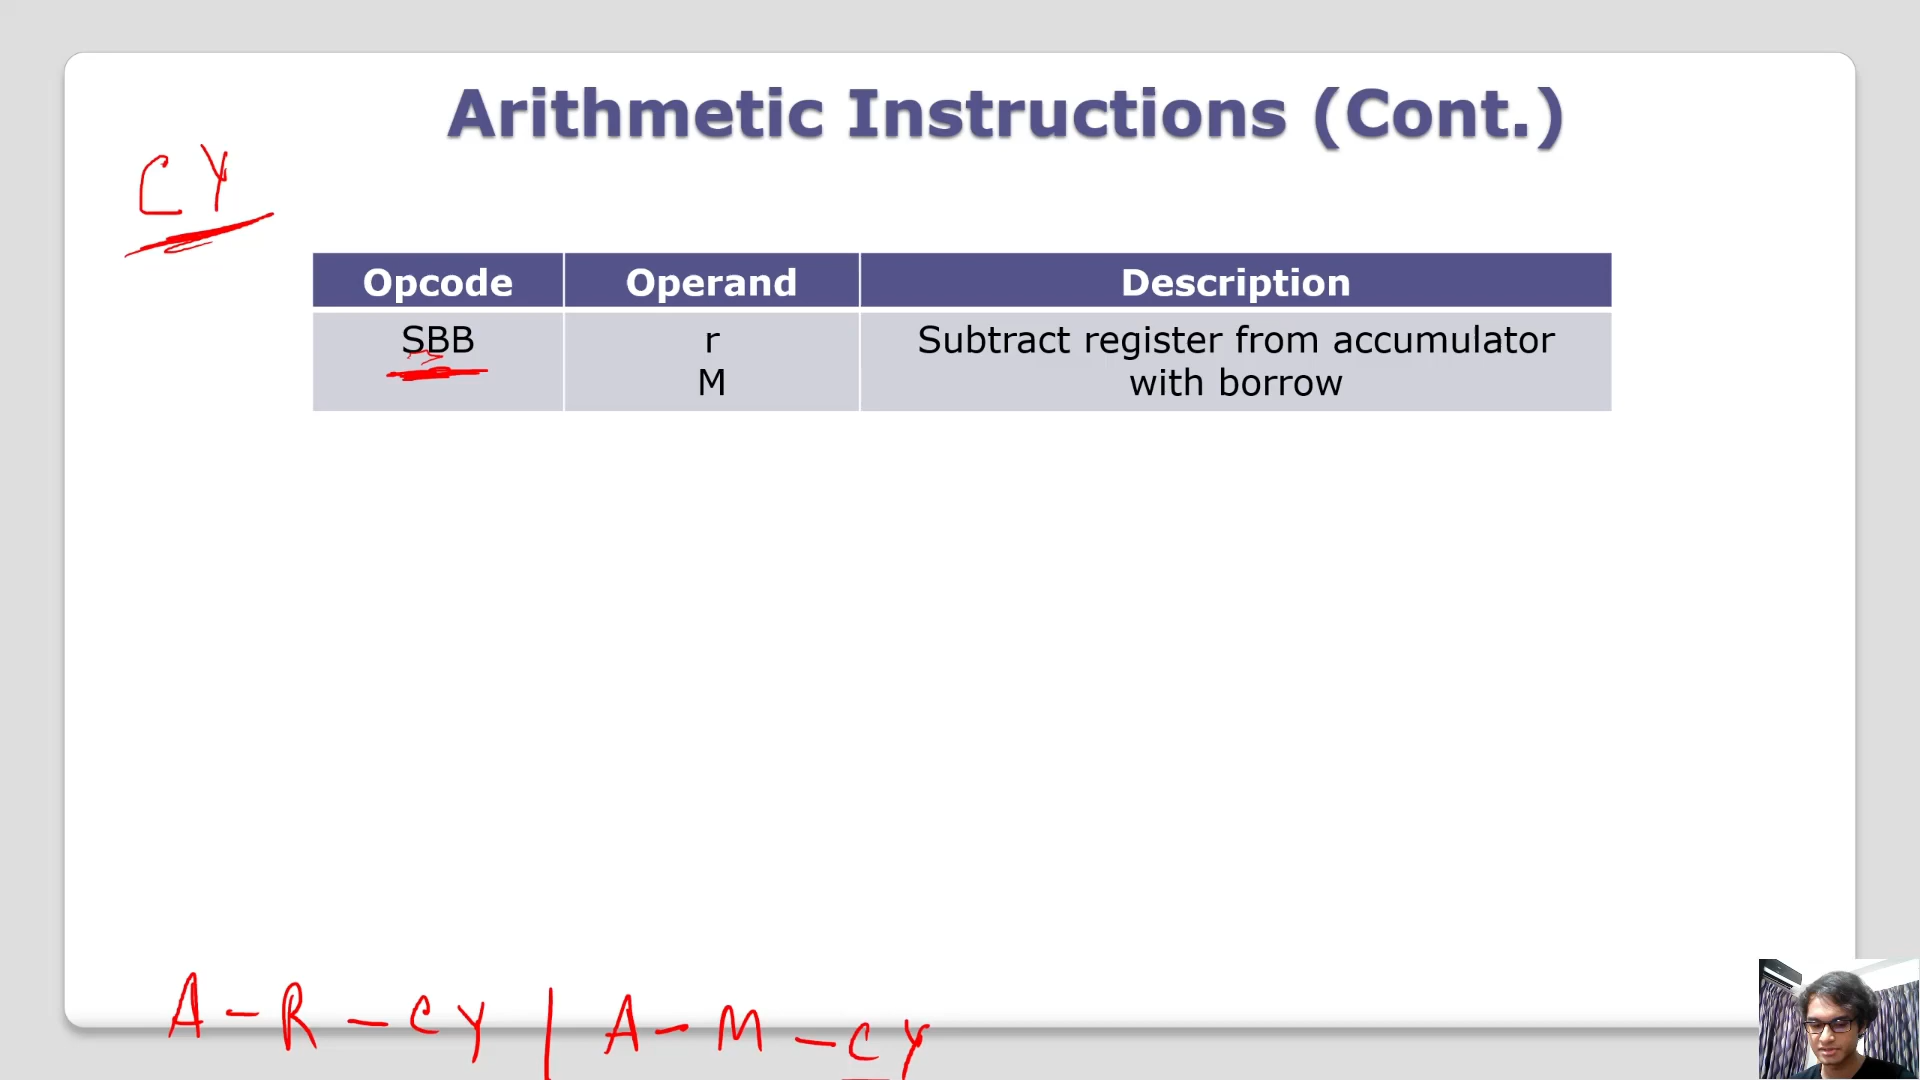 Arithmetic Instructions (Cont.)
CY
Opcode Operand Description
SBB r Subtract register from accumulator
M with borrow
A - R - CY | A - M - CY